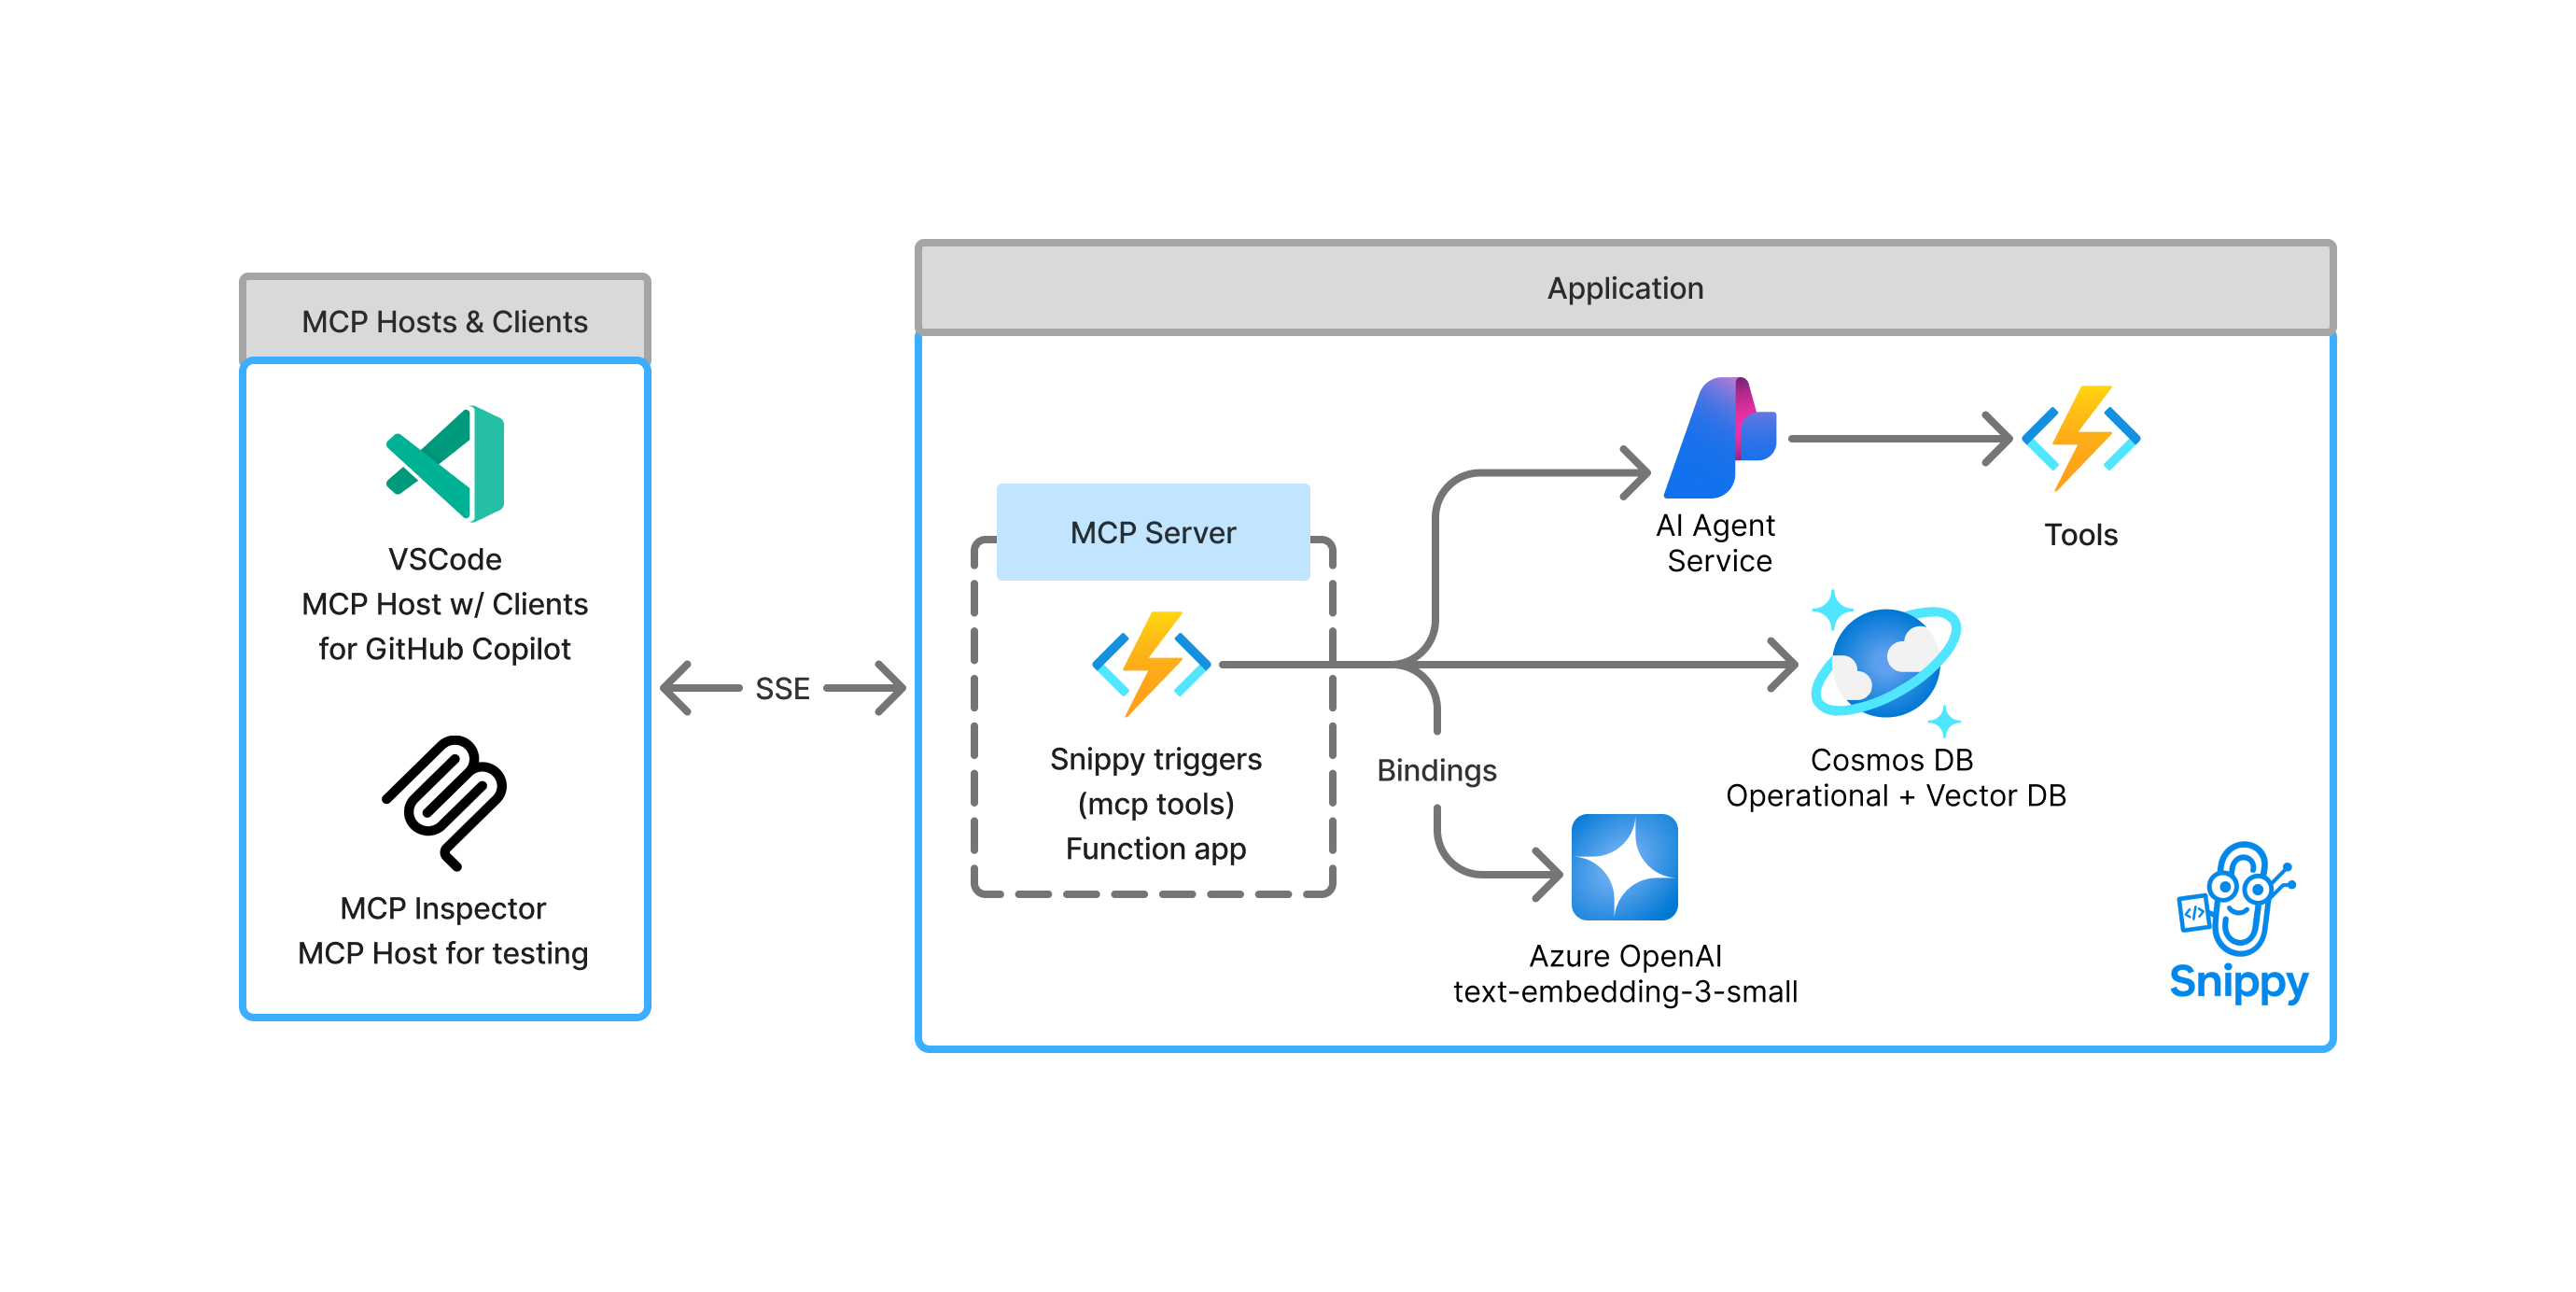 MCP Hosts & Clients
VSCode
MCP Host w/ Clients
for GitHub Copilot
MCP Inspector
MCP Host for testing
SSE
Application
MCP Server
Snippy triggers
(mcp tools)
Function app
Bindings
AI Agent
Service
Tools
Cosmos DB
Operational + Vector DB
Azure OpenAI
text-embedding-3-small
</>
Snippy